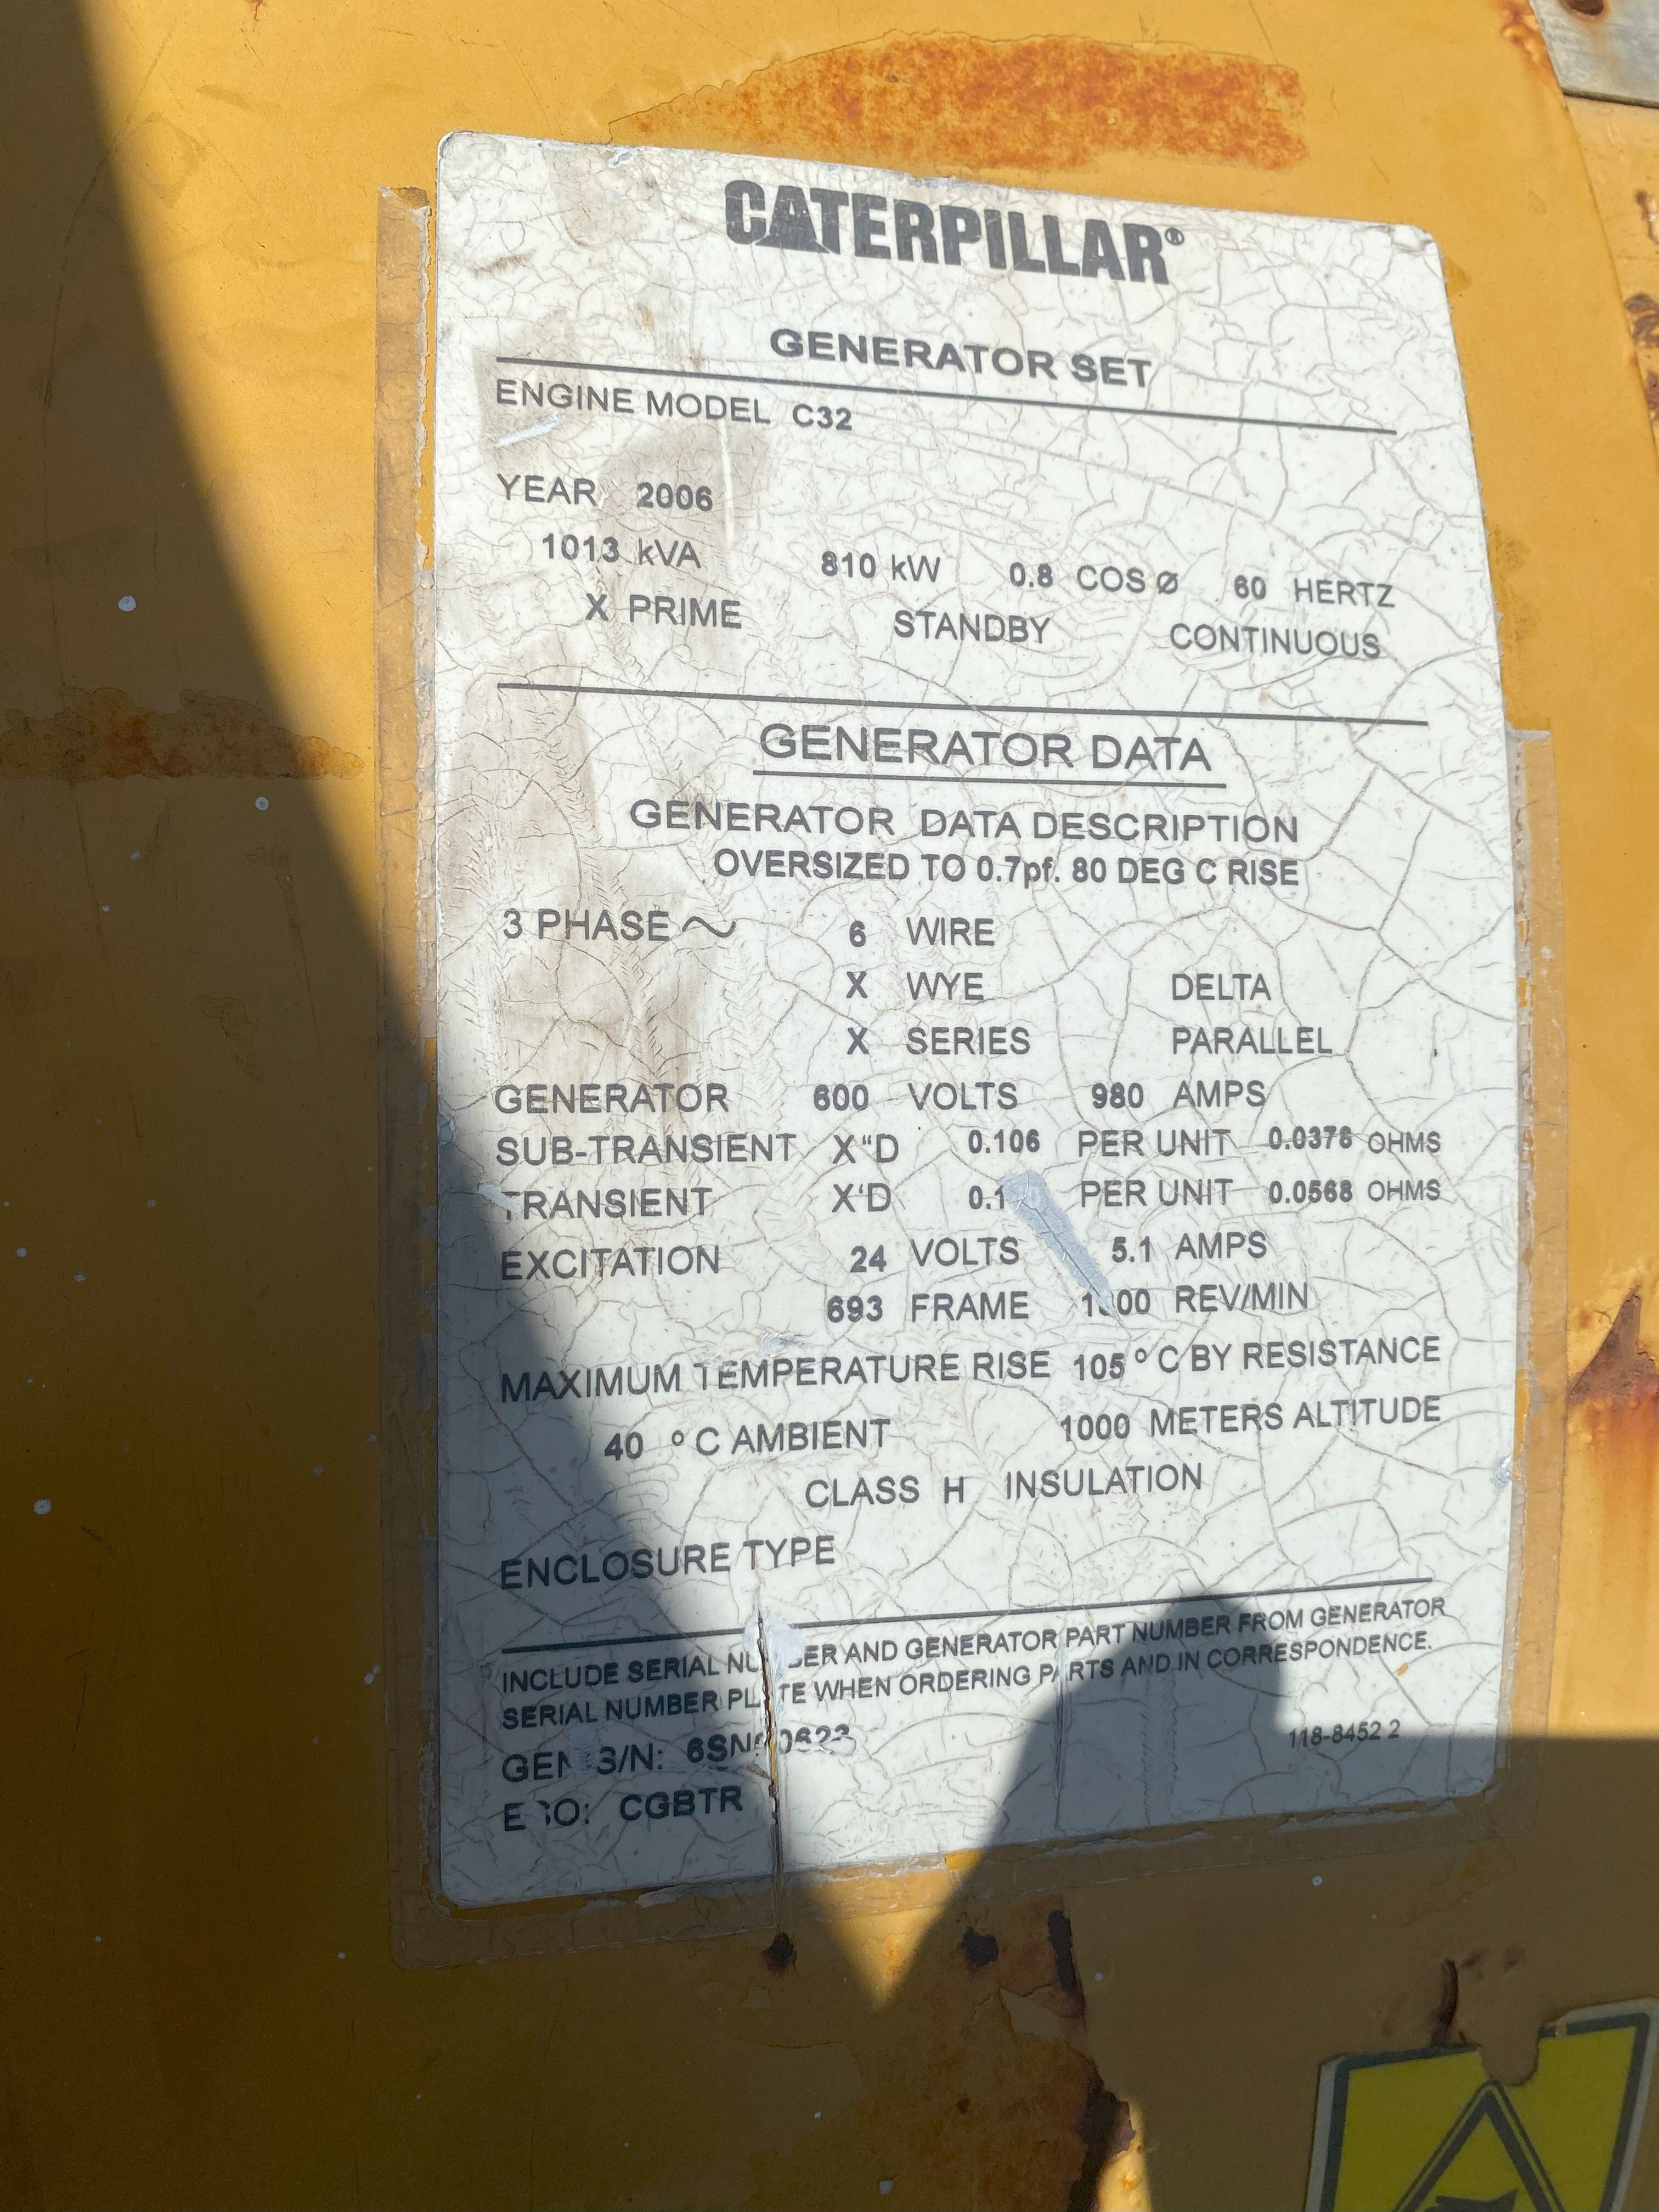 CATERPILLAR®
GENERATOR SET
ENGINE MODEL C32
YEAR 2006
1013 kVA 810 kW 0.8 COS Ø 60 HERTZ
X PRIME STANDBY CONTINUOUS
GENERATOR DATA
GENERATOR DATA DESCRIPTION
OVERSIZED TO 0.7pf. 80 DEG C RISE
3 PHASE ~ 6 WIRE
X WYE DELTA
X SERIES PARALLEL
GENERATOR 600 VOLTS 980 AMPS
SUB-TRANSIENT X"D 0.106 PER UNIT OHMS
TRANSIENT X'D PER UNIT 0.0568 OHMS
EXCITATION 24 VOLTS 5.1 AMPS
693 FRAME REV/MIN
MAXIMUM TEMPERATURE RISE 105 °C BY RESISTANCE
40 °C AMBIENT 1000 METERS ALTITUDE
CLASS H INSULATION
ENCLOSURE TYPE
INCLUDE SERIAL NUMBER AND GENERATOR PART NUMBER FROM GENERATOR
SERIAL NUMBER PLATE WHEN ORDERING PARTS AND IN CORRESPONDENCE.
GEN S/N:
118-8452 2
CGBTR